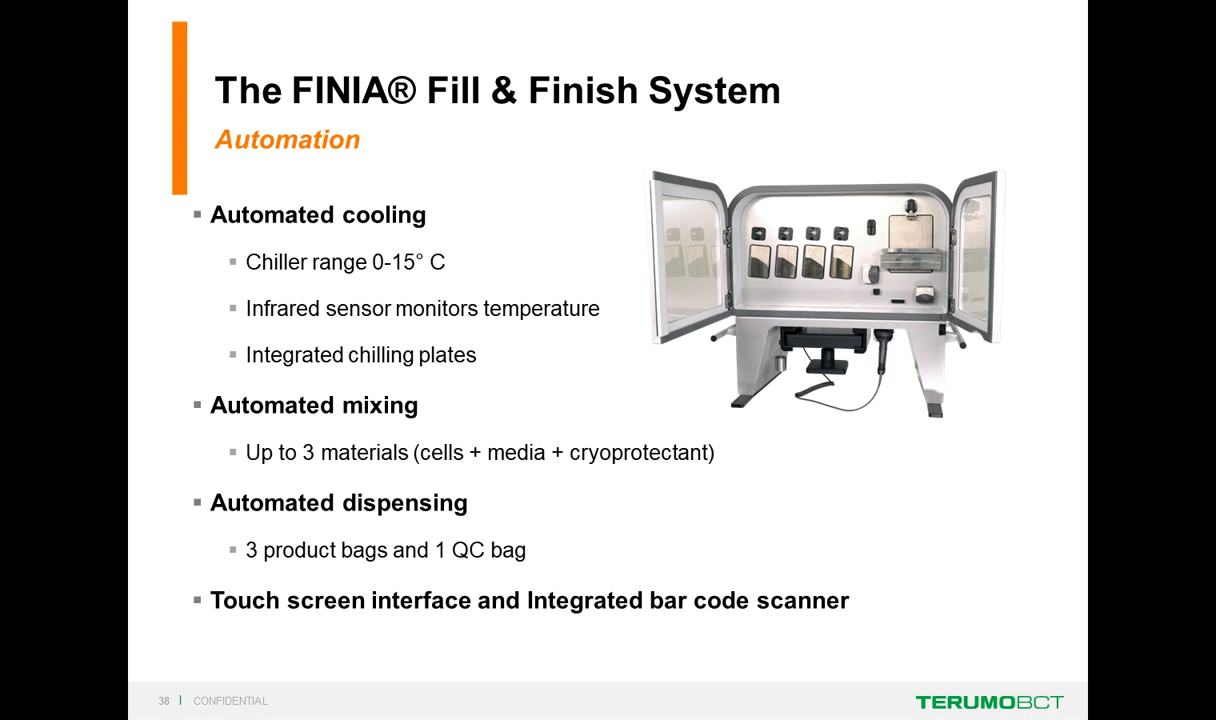 The FINIA® Fill & Finish System
Automation
Automated cooling
Chiller range 0-15° C
Infrared sensor monitors temperature
Integrated chilling plates
Automated mixing
Up to 3 materials (cells + media + cryoprotectant)
Automated dispensing
3 product bags and 1 QC bag
Touch screen interface and Integrated bar code scanner
38 | CONFIDENTIAL
TERUMOBCT